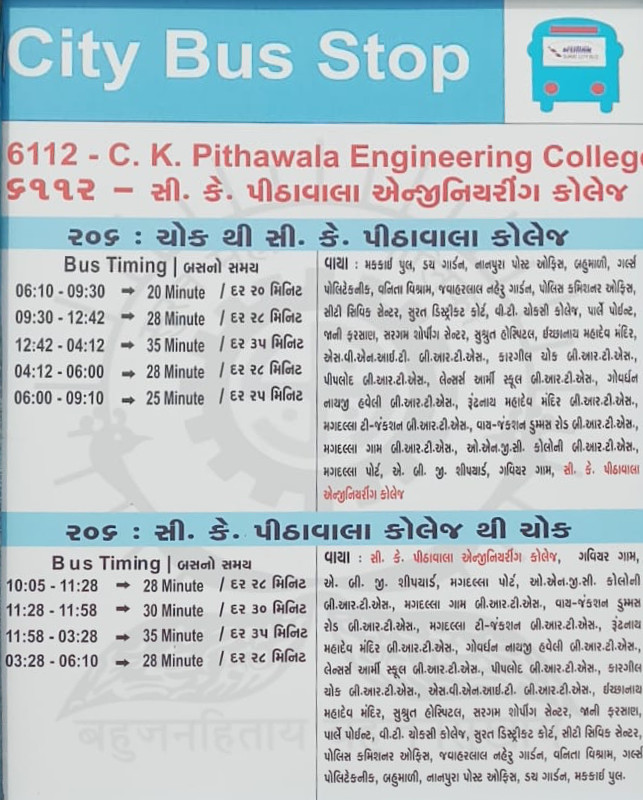 City Bus Stop
6112 - C. K. Pithawala Engineering College
૬૧૧૨ – સી. કે. પીઠાવાલા એન્જીનિયરીંગ કોલેજ
૨૦૬ : ચોક થી સી. કે. પીઠાવાલા કોલેજ
Bus Timing | બસનો સમય
06:10 - 09:30 ➡ 20 Minute / દર ૨૦ મિનિટ
09:30 - 12:42 ➡ 28 Minute / દર ૨૮ મિનિટ
12:42 - 04:12 ➡ 35 Minute / દર ૩૫ મિનિટ
04:12 - 06:00 ➡ 28 Minute / દર ૨૮ મિનિટ
06:00 - 09:10 ➡ 25 Minute / દર ૨૫ મિનિટ
વાયા : મક્કાઈ પુલ, ડચ ગાર્ડન, નાનપુરા પોસ્ટ ઓફિસ, બહુમાળી, ગર્લ્સ
પોલિટેકનીક, વનિતા વિશ્રામ, જવાહરલાલ નહેરુ ગાર્ડન, પોલિસ કમિશનર ઓફિસ,
સીટી સિવિક સેન્ટર, સુરત ડિસ્ટ્રીકટ કોર્ટ, વી.ટી. ચોકસી કોલેજ, પાર્લે પોઈન્ટ,
જાની ફરસાણ, સરગમ શોપીંગ સેન્ટર, સુશ્રુત હોસ્પિટલ, ઈચ્છાનાથ મહાદેવ મંદિર,
એસ.વી.એન.આઈ.ટી. બી.આર.ટી.એસ., કારગીલ ચોક બી.આર.ટી.એસ.,
પીપલોદ બી.આર.ટી.એસ., લેન્સર્સ આર્મી સ્કૂલ બી.આર.ટી.એસ., ગોવર્ધન
નાથજી હવેલી બી.આર.ટી.એસ., રૂંઢનાથ મહાદેવ મંદિર બી.આર.ટી.એસ.,
મગદલ્લા ટી-જંકશન બી.આર.ટી.એસ., વાય-જંકશન ડુમ્મસ રોડ બી.આર.ટી.એસ.,
મગદલ્લા ગામ બી.આર.ટી.એસ., ઓ.એન.જી.સી. કોલોની બી.આર.ટી.એસ.,
મગદલ્લા પોર્ટ, એ. બી. જી. શીપયાર્ડ, ગવિયર ગામ, સી. કે. પીઠાવાલા
એન્જીનિયરીંગ કોલેજ
૨૦૬ : સી. કે. પીઠાવાલા કોલેજ થી ચોક
Bus Timing | બસનો સમય
10:05 - 11:28 ➡ 28 Minute / દર ૨૮ મિનિટ
11:28 - 11:58 ➡ 30 Minute / દર ૩૦ મિનિટ
11:58 - 03:28 ➡ 35 Minute / દર ૩૫ મિનિટ
03:28 - 06:10 ➡ 28 Minute / દર ૨૮ મિનિટ
વાયા : સી. કે. પીઠાવાલા એન્જીનિયરીંગ કોલેજ, ગવિયર ગામ,
એ. બી. જી. શીપયાર્ડ, મગદલ્લા પોર્ટ, ઓ.એન.જી.સી. કોલોની
બી.આર.ટી.એસ., મગદલ્લા ગામ બી.આર.ટી.એસ., વાય-જંકશન ડુમ્મસ
રોડ બી.આર.ટી.એસ., મગદલ્લા ટી-જંકશન બી.આર.ટી.એસ., રૂંઢનાથ
મહાદેવ મંદિર બી.આર.ટી.એસ., ગોવર્ધન નાથજી હવેલી બી.આર.ટી.એસ.,
લેન્સર્સ આર્મી સ્કૂલ બી.આર.ટી.એસ., પીપલોદ બી.આર.ટી.એસ., કારગીલ
ચોક બી.આર.ટી.એસ., એસ.વી.એન.આઈ.ટી. બી.આર.ટી.એસ., ઈચ્છાનાથ
મહાદેવ મંદિર, સુશ્રુત હોસ્પિટલ, સરગમ શોપીંગ સેન્ટર, જાની ફરસાણ,
પાર્લે પોઈન્ટ, વી.ટી. ચોકસી કોલેજ, સુરત ડિસ્ટ્રીકટ કોર્ટ, સીટી સિવિક સેન્ટર,
પોલિસ કમિશનર ઓફિસ, જવાહરલાલ નહેરુ ગાર્ડન, વનિતા વિશ્રામ, ગર્લ્સ
પોલિટેકનીક, બહુમાળી, નાનપુરા પોસ્ટ ઓફિસ, ડચ ગાર્ડન, મક્કાઈ પુલ.
बहुजनहिताय